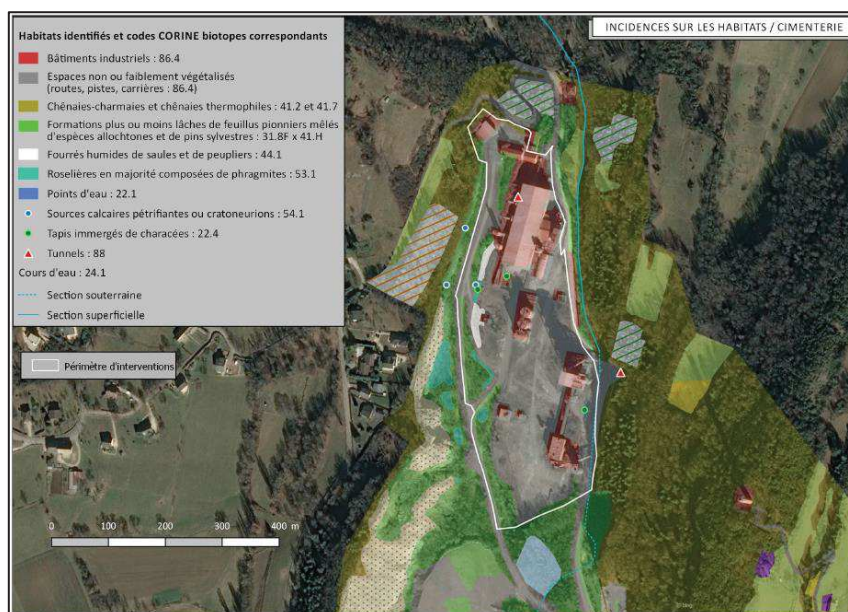 INCIDENCES SUR LES HABITATS / CIMENTERIE
Habitats identifiés et codes CORINE biotopes correspondants
Bâtiments industriels : 86.4
Espaces non ou faiblement végétalisés
(routes, pistes, carrières : 86.4)
Chênaies-charmaies et chênaies thermophiles : 41.2 et 41.7
Formations plus ou moins lâches de feuillus pionniers mêlés
d'espèces allochtones et de pins sylvestres : 31.8F x 41.H
Fourrés humides de saules et de peupliers : 44.1
Roselières en majorité composées de phragmites : 53.1
Points d'eau : 22.1
Sources calcaires pétrifiantes ou cratoneurions : 54.1
Tapis immergés de characées : 22.4
Tunnels : 88
Cours d'eau : 24.1
Section souterraine
Section superficielle
Périmètre d'interventions
0 100 200 300 400 m